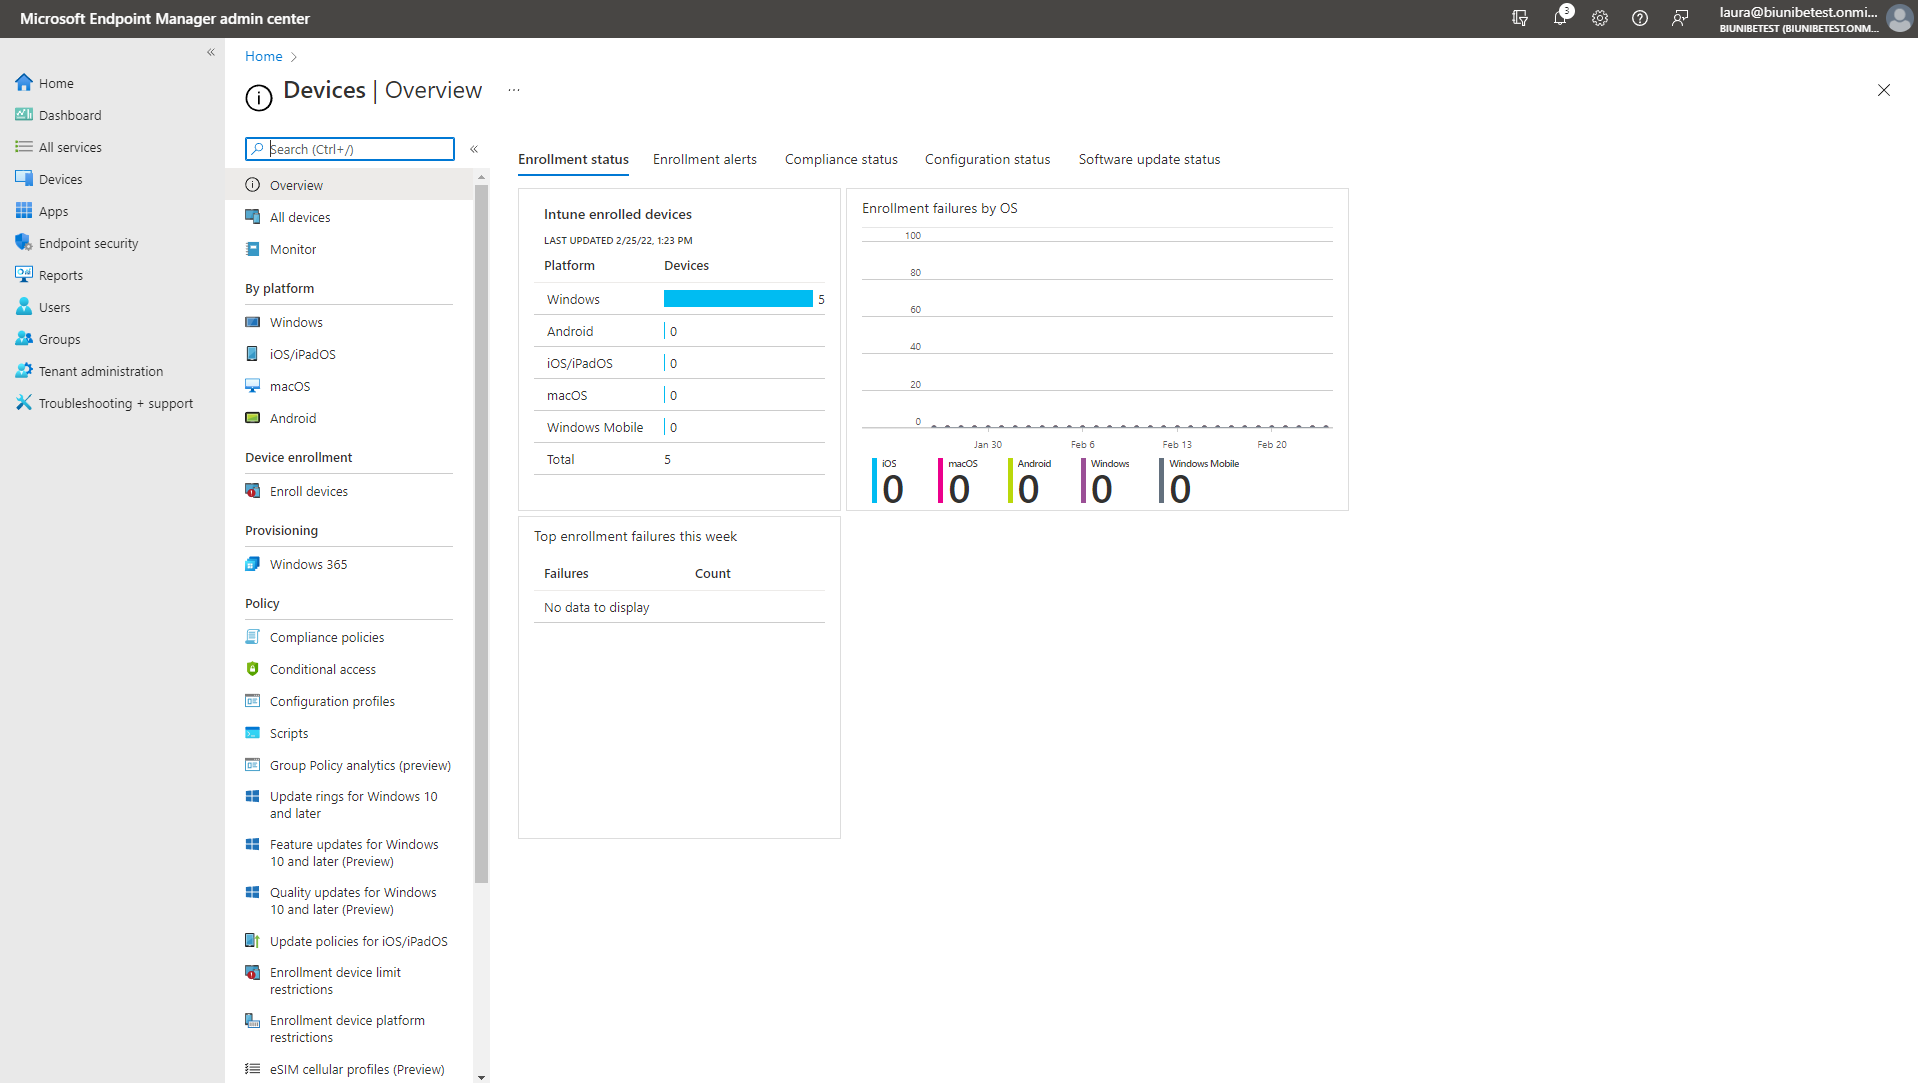 Microsoft Endpoint Manager admin center
3
laura@biunibetest.onmi...
BIUNIBETEST (BIUNIBETEST.ONM...
«
Home
Dashboard
All services
Devices
Apps
Endpoint security
Reports
Users
Groups
Tenant administration
Troubleshooting + support
Home >
Devices | Overview ...
Search (Ctrl+/)
«
Overview
All devices
Monitor
By platform
Windows
iOS/iPadOS
macOS
Android
Device enrollment
Enroll devices
Provisioning
Windows 365
Policy
Compliance policies
Conditional access
Configuration profiles
Scripts
Group Policy analytics (preview)
Update rings for Windows 10
and later
Feature updates for Windows
10 and later (Preview)
Quality updates for Windows
10 and later (Preview)
Update policies for iOS/iPadOS
Enrollment device limit
restrictions
Enrollment device platform
restrictions
eSIM cellular profiles (Preview)
Enrollment status Enrollment alerts Compliance status Configuration status Software update status
Intune enrolled devices
LAST UPDATED 2/25/22, 1:23 PM
Platform Devices
Windows 5
Android 0
iOS/iPadOS 0
macOS 0
Windows Mobile 0
Total 5
Enrollment failures by OS
100
80
60
40
20
0
Jan 30 Feb 6 Feb 13 Feb 20
iOS macOS Android Windows Windows Mobile
0 0 0 0 0
Top enrollment failures this week
Failures Count
No data to display